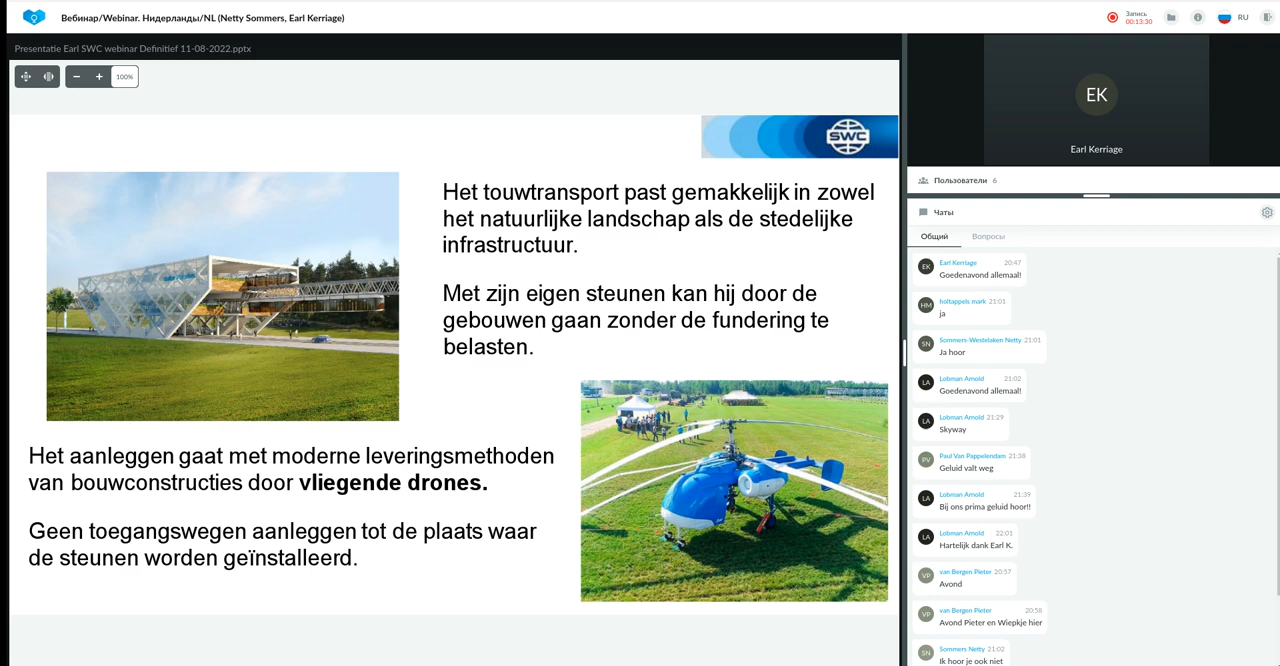 Вебинар/Webinar. Нидерланды/NL (Netty Sommers, Earl Kerriage)
Запись
00:13:30
RU
Presentatie Earl SWC webinar Definitief 11-08-2022.pptx
100%
SWC
Het touwtransport past gemakkelijk in zowel
het natuurlijke landschap als de stedelijke
infrastructuur.
Met zijn eigen steunen kan hij door de
gebouwen gaan zonder de fundering te
belasten.
Het aanleggen gaat met moderne leveringsmethoden
van bouwconstructies door vliegende drones.
Geen toegangswegen aanleggen tot de plaats waar
de steunen worden geïnstalleerd.
EK
Earl Kerriage
Пользователи 6
Чаты
Общий Вопросы
EK Earl Kerriage 20:47
Goedenavond allemaal!
HM holtappels mark 21:01
ja
SN Sommers-Westelaken Netty 21:01
Ja hoor
LA Lobman Arnold 21:02
Goedenavond allemaal!
LA Lobman Arnold 21:29
Skyway
PV Paul Van Pappelendam 21:38
Geluid valt weg
LA Lobman Arnold 21:39
Bij ons prima geluid hoor!!
LA Lobman Arnold 22:01
Hartelijk dank Earl K.
VP van Bergen Pieter 20:57
Avond
VP van Bergen Pieter 20:58
Avond Pieter en Wiepkje hier
SN Sommers Netty 21:02
Ik hoor je ook niet